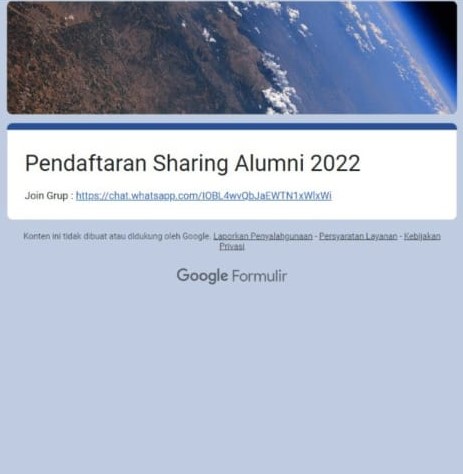 Pendaftaran Sharing Alumni 2022
Join Grup : https://chat.whatsapp.com/IOBL4wvQbJaEWTN1xWlxWi
Konten ini tidak dibuat atau didukung oleh Google. Laporkan Penyalahgunaan - Persyaratan Layanan - Kebijakan
Privasi
Google Formulir